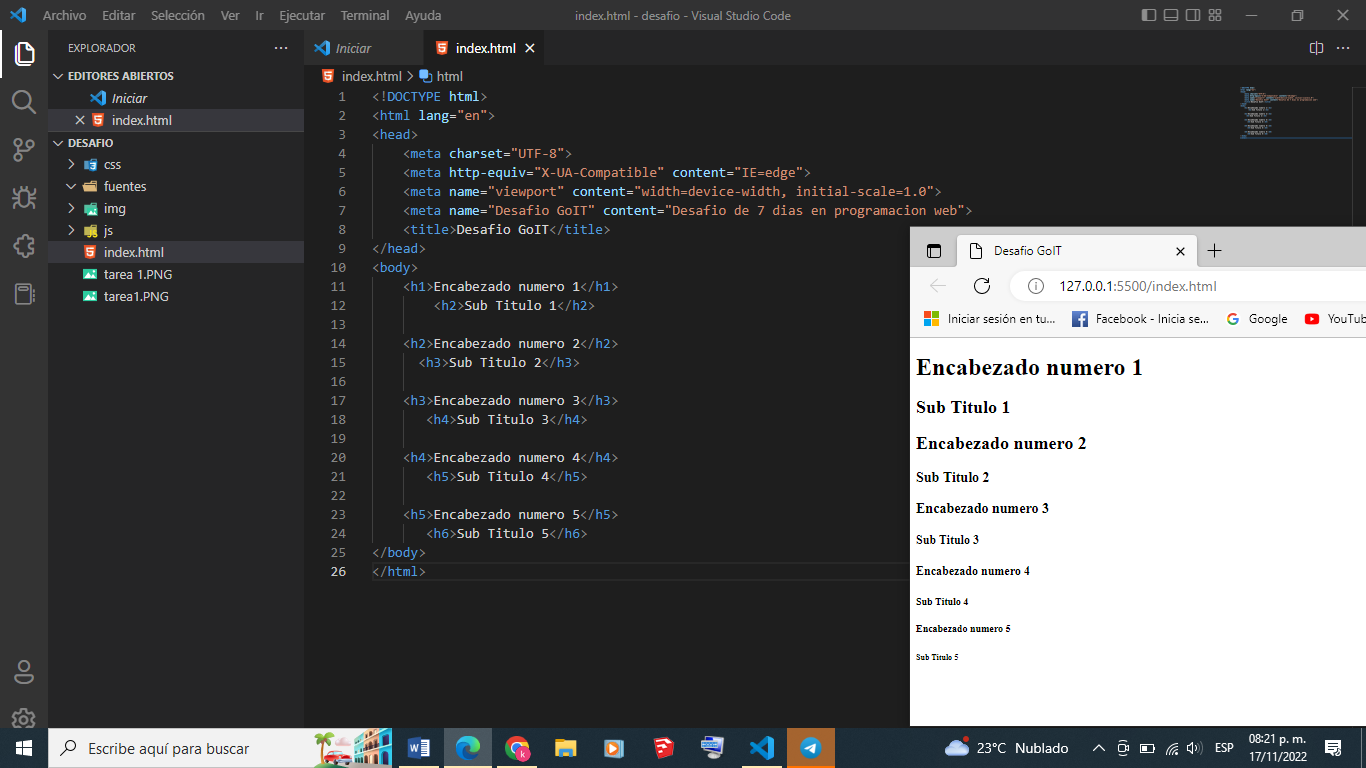 Archivo Editar Selección Ver Ir Ejecutar Terminal Ayuda index.html - desafio - Visual Studio Code
EXPLORADOR ···
EDITORES ABIERTOS
Iniciar
index.html
DESAFIO
css
fuentes
img
js
index.html
tarea 1.PNG
tarea1.PNG
Iniciar index.html
index.html > html
1 <!DOCTYPE html>
2 <html lang="en">
3 <head>
4 <meta charset="UTF-8">
5 <meta http-equiv="X-UA-Compatible" content="IE=edge">
6 <meta name="viewport" content="width=device-width, initial-scale=1.0">
7 <meta name="Desafio GoIT" content="Desafio de 7 dias en programacion web">
8 <title>Desafio GoIT</title>
9 </head>
10 <body>
11 <h1>Encabezado numero 1</h1>
12 <h2>Sub Titulo 1</h2>
13
14 <h2>Encabezado numero 2</h2>
15 <h3>Sub Titulo 2</h3>
16
17 <h3>Encabezado numero 3</h3>
18 <h4>Sub Titulo 3</h4>
19
20 <h4>Encabezado numero 4</h4>
21 <h5>Sub Titulo 4</h5>
22
23 <h5>Encabezado numero 5</h5>
24 <h6>Sub Titulo 5</h6>
25 </body>
26 </html>
Desafio GoIT
127.0.0.1:5500/index.html
Iniciar sesión en tu... Facebook - Inicia se... Google YouTub
Encabezado numero 1
Sub Titulo 1
Encabezado numero 2
Sub Titulo 2
Encabezado numero 3
Sub Titulo 3
Encabezado numero 4
Sub Titulo 4
Encabezado numero 5
Sub Titulo 5
Escribe aquí para buscar
23°C Nublado
ESP
08:21 p. m.
17/11/2022